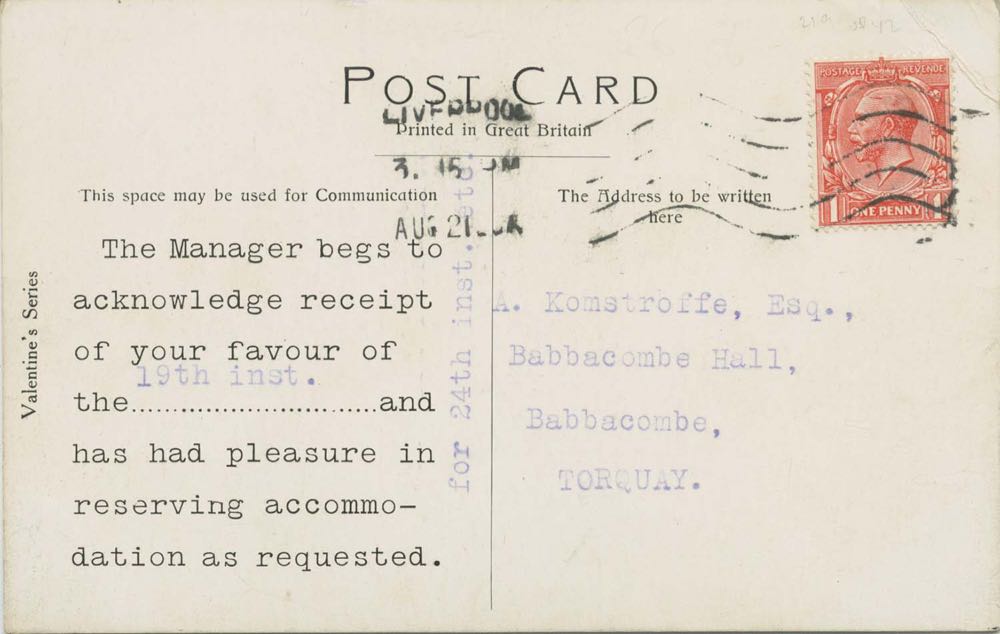 POST CARD
LIVERPOOL
Printed in Great Britain
3. 15 PM
AUG 21
POSTAGE REVENUE
1 ONE PENNY 1
This space may be used for Communication
The Address to be written
here
Valentine's Series
The Manager begs to
acknowledge receipt
of your favour of
19th inst.
the..............................and
has had pleasure in
reserving accommo-
dation as requested.
for 24th inst. etc.
A. Komstroffe, Esq.,
Babbacombe Hall,
Babbacombe,
TORQUAY.